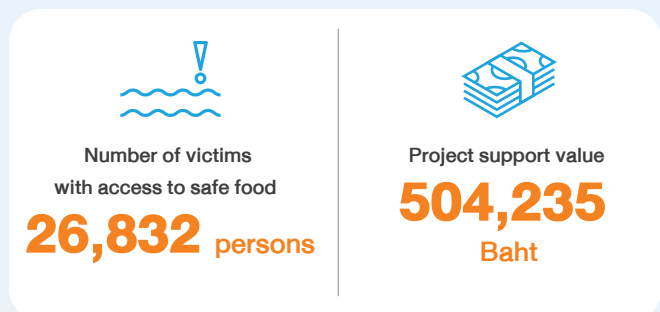 Number of victims
with access to safe food
26,832 persons
Project support value
504,235
Baht